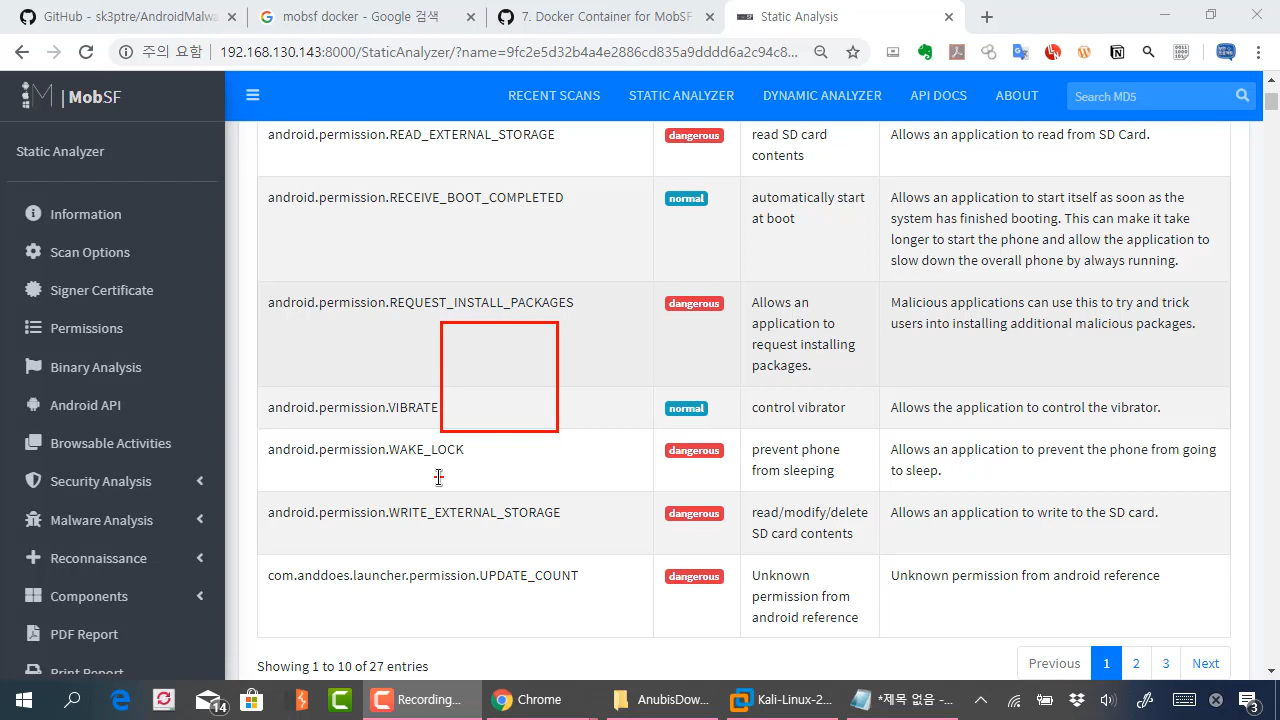 GitHub - sk3ptre/AndroidMalwa
mobsf docker - Google 검색
7. Docker Container for MobSF
Static Analysis
주의 요함
192.168.130.143:8000/StaticAnalyzer/?name=9fc2e5d32b4a4e2886cd835a9dddd6a2c94c8...
| MobSF
RECENT SCANS
STATIC ANALYZER
DYNAMIC ANALYZER
API DOCS
ABOUT
Search MD5
Static Analyzer
Information
Scan Options
Signer Certificate
Permissions
Binary Analysis
Android API
Browsable Activities
Security Analysis
Malware Analysis
Reconnaissance
Components
PDF Report
Print Report
android.permission.READ_EXTERNAL_STORAGE
dangerous
read SD card
contents
Allows an application to read from SD card.
android.permission.RECEIVE_BOOT_COMPLETED
normal
automatically start
at boot
Allows an application to start itself as soon as the
system has finished booting. This can make it take
longer to start the phone and allow the application to
slow down the overall phone by always running.
android.permission.REQUEST_INSTALL_PACKAGES
dangerous
Allows an
application to
request installing
packages.
Malicious applications can use this to try and trick
users into installing additional malicious packages.
android.permission.VIBRATE
normal
control vibrator
Allows the application to control the vibrator.
android.permission.WAKE_LOCK
dangerous
prevent phone
from sleeping
Allows an application to prevent the phone from going
to sleep.
android.permission.WRITE_EXTERNAL_STORAGE
dangerous
read/modify/delete
SD card contents
Allows an application to write to the SD card.
com.anddoes.launcher.permission.UPDATE_COUNT
dangerous
Unknown
permission from
android reference
Unknown permission from android reference
Showing 1 to 10 of 27 entries
Previous
1
2
3
Next
14
Recording...
Chrome
AnubisDow...
Kali-Linux-2...
*제목 없음 -...
3